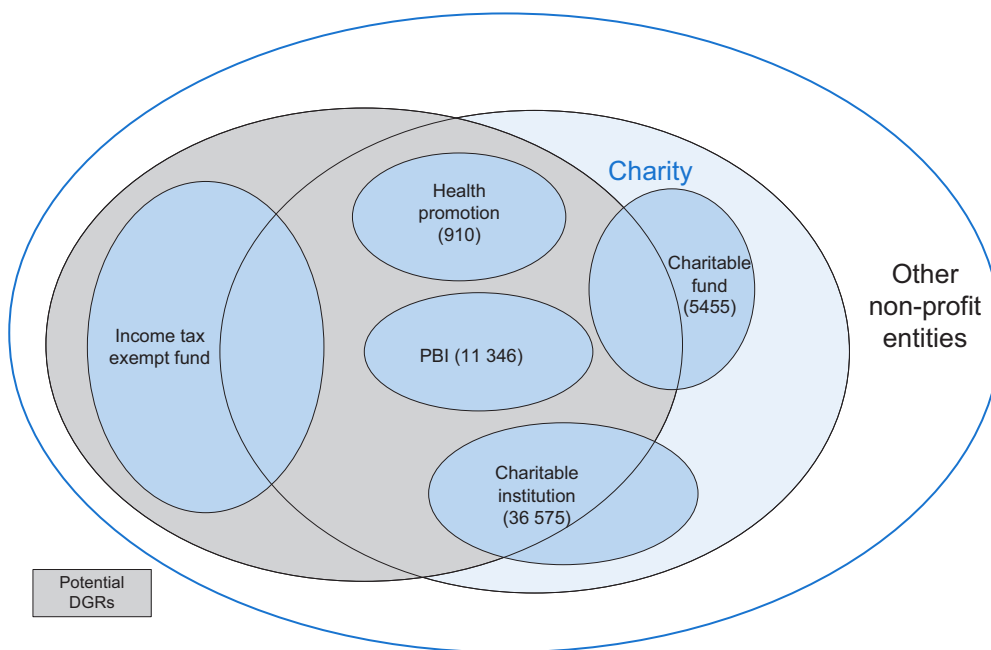 Charity
Health
promotion
(910)
Charitable
fund
(5455)
Other
non-profit
entities
Income tax
exempt fund
PBI (11 346)
Charitable
institution
(36 575)
Potential
DGRs